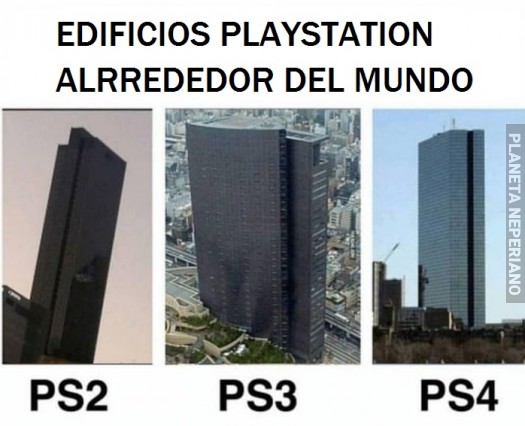 EDIFICIOS PLAYSTATION
ALRREDEDOR DEL MUNDO
PLANETA NEPERIANO
PS2 PS3 PS4